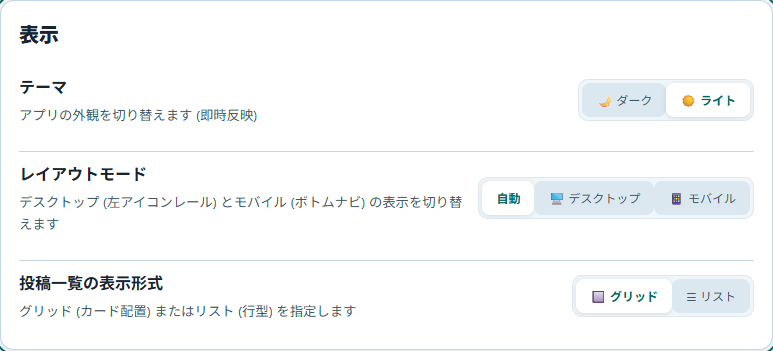 表示
テーマ
アプリの外観を切り替えます (即時反映)
ダーク
ライト
レイアウトモード
デスクトップ (左アイコンレール) とモバイル (ボトムナビ) の表示を切り替
えます
自動
デスクトップ
モバイル
投稿一覧の表示形式
グリッド (カード配置) またはリスト (行型) を指定します
グリッド
☰ リスト